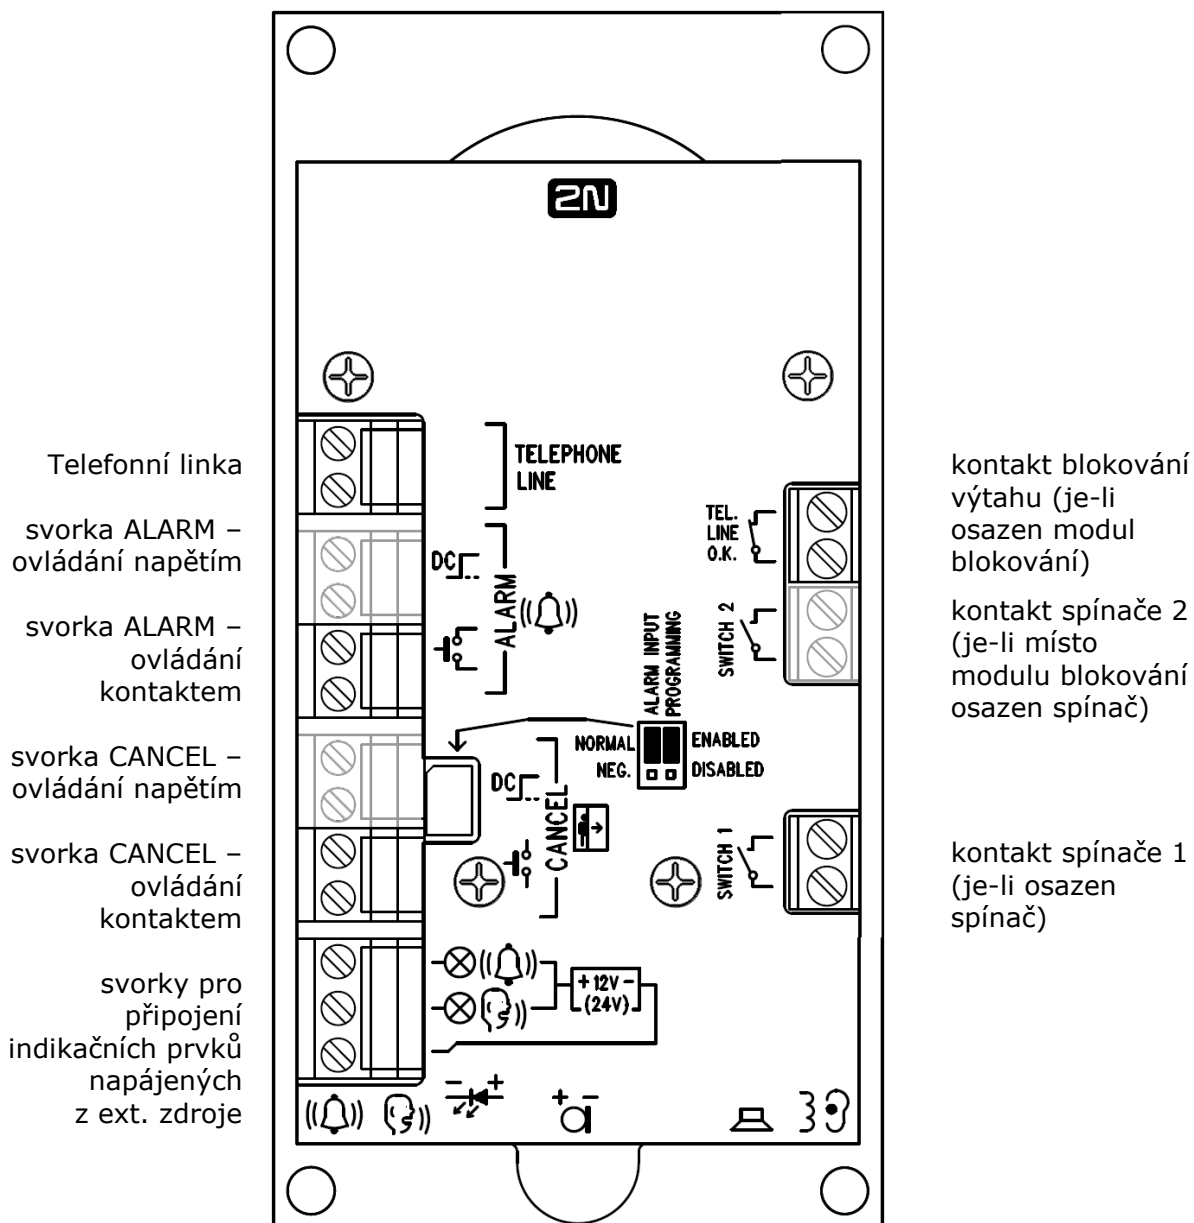 2N
Telefonní linka
svorka ALARM –
ovládání napětím
svorka ALARM –
ovládání
kontaktem
svorka CANCEL –
ovládání napětím
svorka CANCEL –
ovládání
kontaktem
svorky pro
připojení
indikačních prvků
napájených
z ext. zdroje
TELEPHONE
LINE
DC
ALARM
DC
CANCEL
ALARM INPUT
PROGRAMMING
NORMAL
ENABLED
NEG.
DISABLED
+ 12V –
(24V)
– +
+ –
TEL.
LINE
O.K.
SWITCH 2
SWITCH 1
kontakt blokování
výtahu (je-li
osazen modul
blokování)
kontakt spínače 2
(je-li místo
modulu blokování
osazen spínač)
kontakt spínače 1
(je-li osazen
spínač)